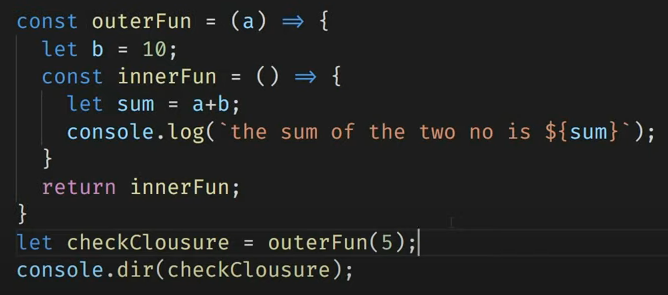 const outerFun = (a) => {
let b = 10;
const innerFun = () => {
let sum = a+b;
console.log(`the sum of the two no is ${sum}`);
}
return innerFun;
}
let checkClousure = outerFun(5);
console.dir(checkClousure);